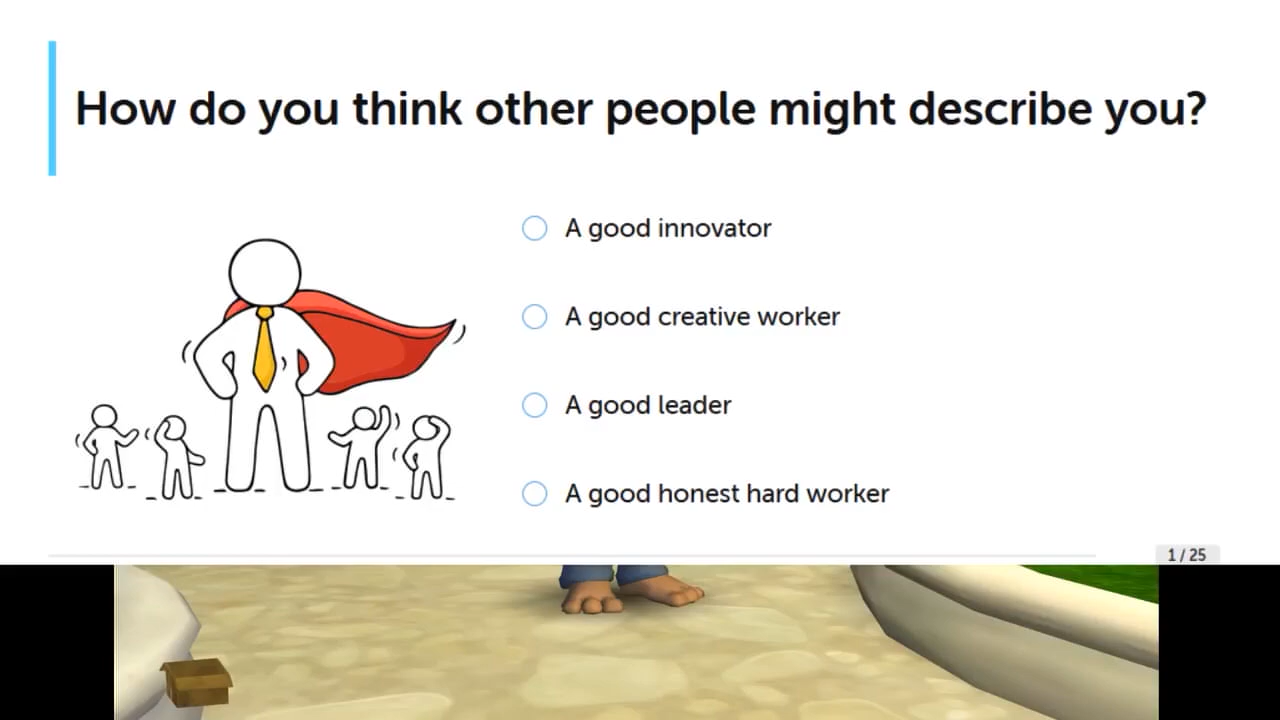 How do you think other people might describe you?
A good innovator
A good creative worker
A good leader
A good honest hard worker
1 / 25